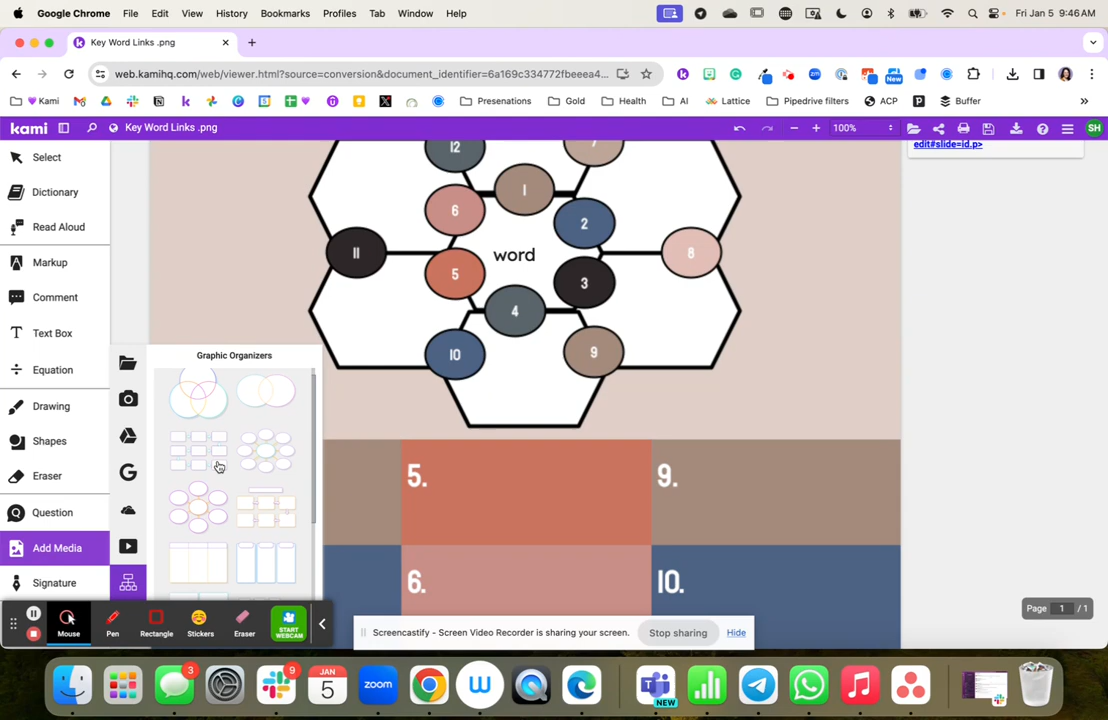 Google Chrome File Edit View History Bookmarks Profiles Tab Window Help Fri Jan 5 9:46 AM
Key Word Links .png
web.kamihq.com/web/viewer.html?source=conversion&document_identifier=6a169c334772fbeeea4...
New
Kami Presenations Gold Health AI Lattice Pipedrive filters ACP Buffer
kami Key Word Links .png 100% SH
edit#slide=id.p>
Select
Dictionary
Read Aloud
Markup
Comment
Text Box
Equation
Drawing
Shapes
Eraser
Question
Add Media
Signature
12
7
1
6
2
11
word
8
5
3
4
10
9
Graphic Organizers
5.
9.
6.
10.
Page 1 / 1
Mouse Pen Rectangle Stickers Eraser START WEBCAM
Screencastify - Screen Video Recorder is sharing your screen. Stop sharing Hide
3
JAN
5
9
zoom
W
NEW